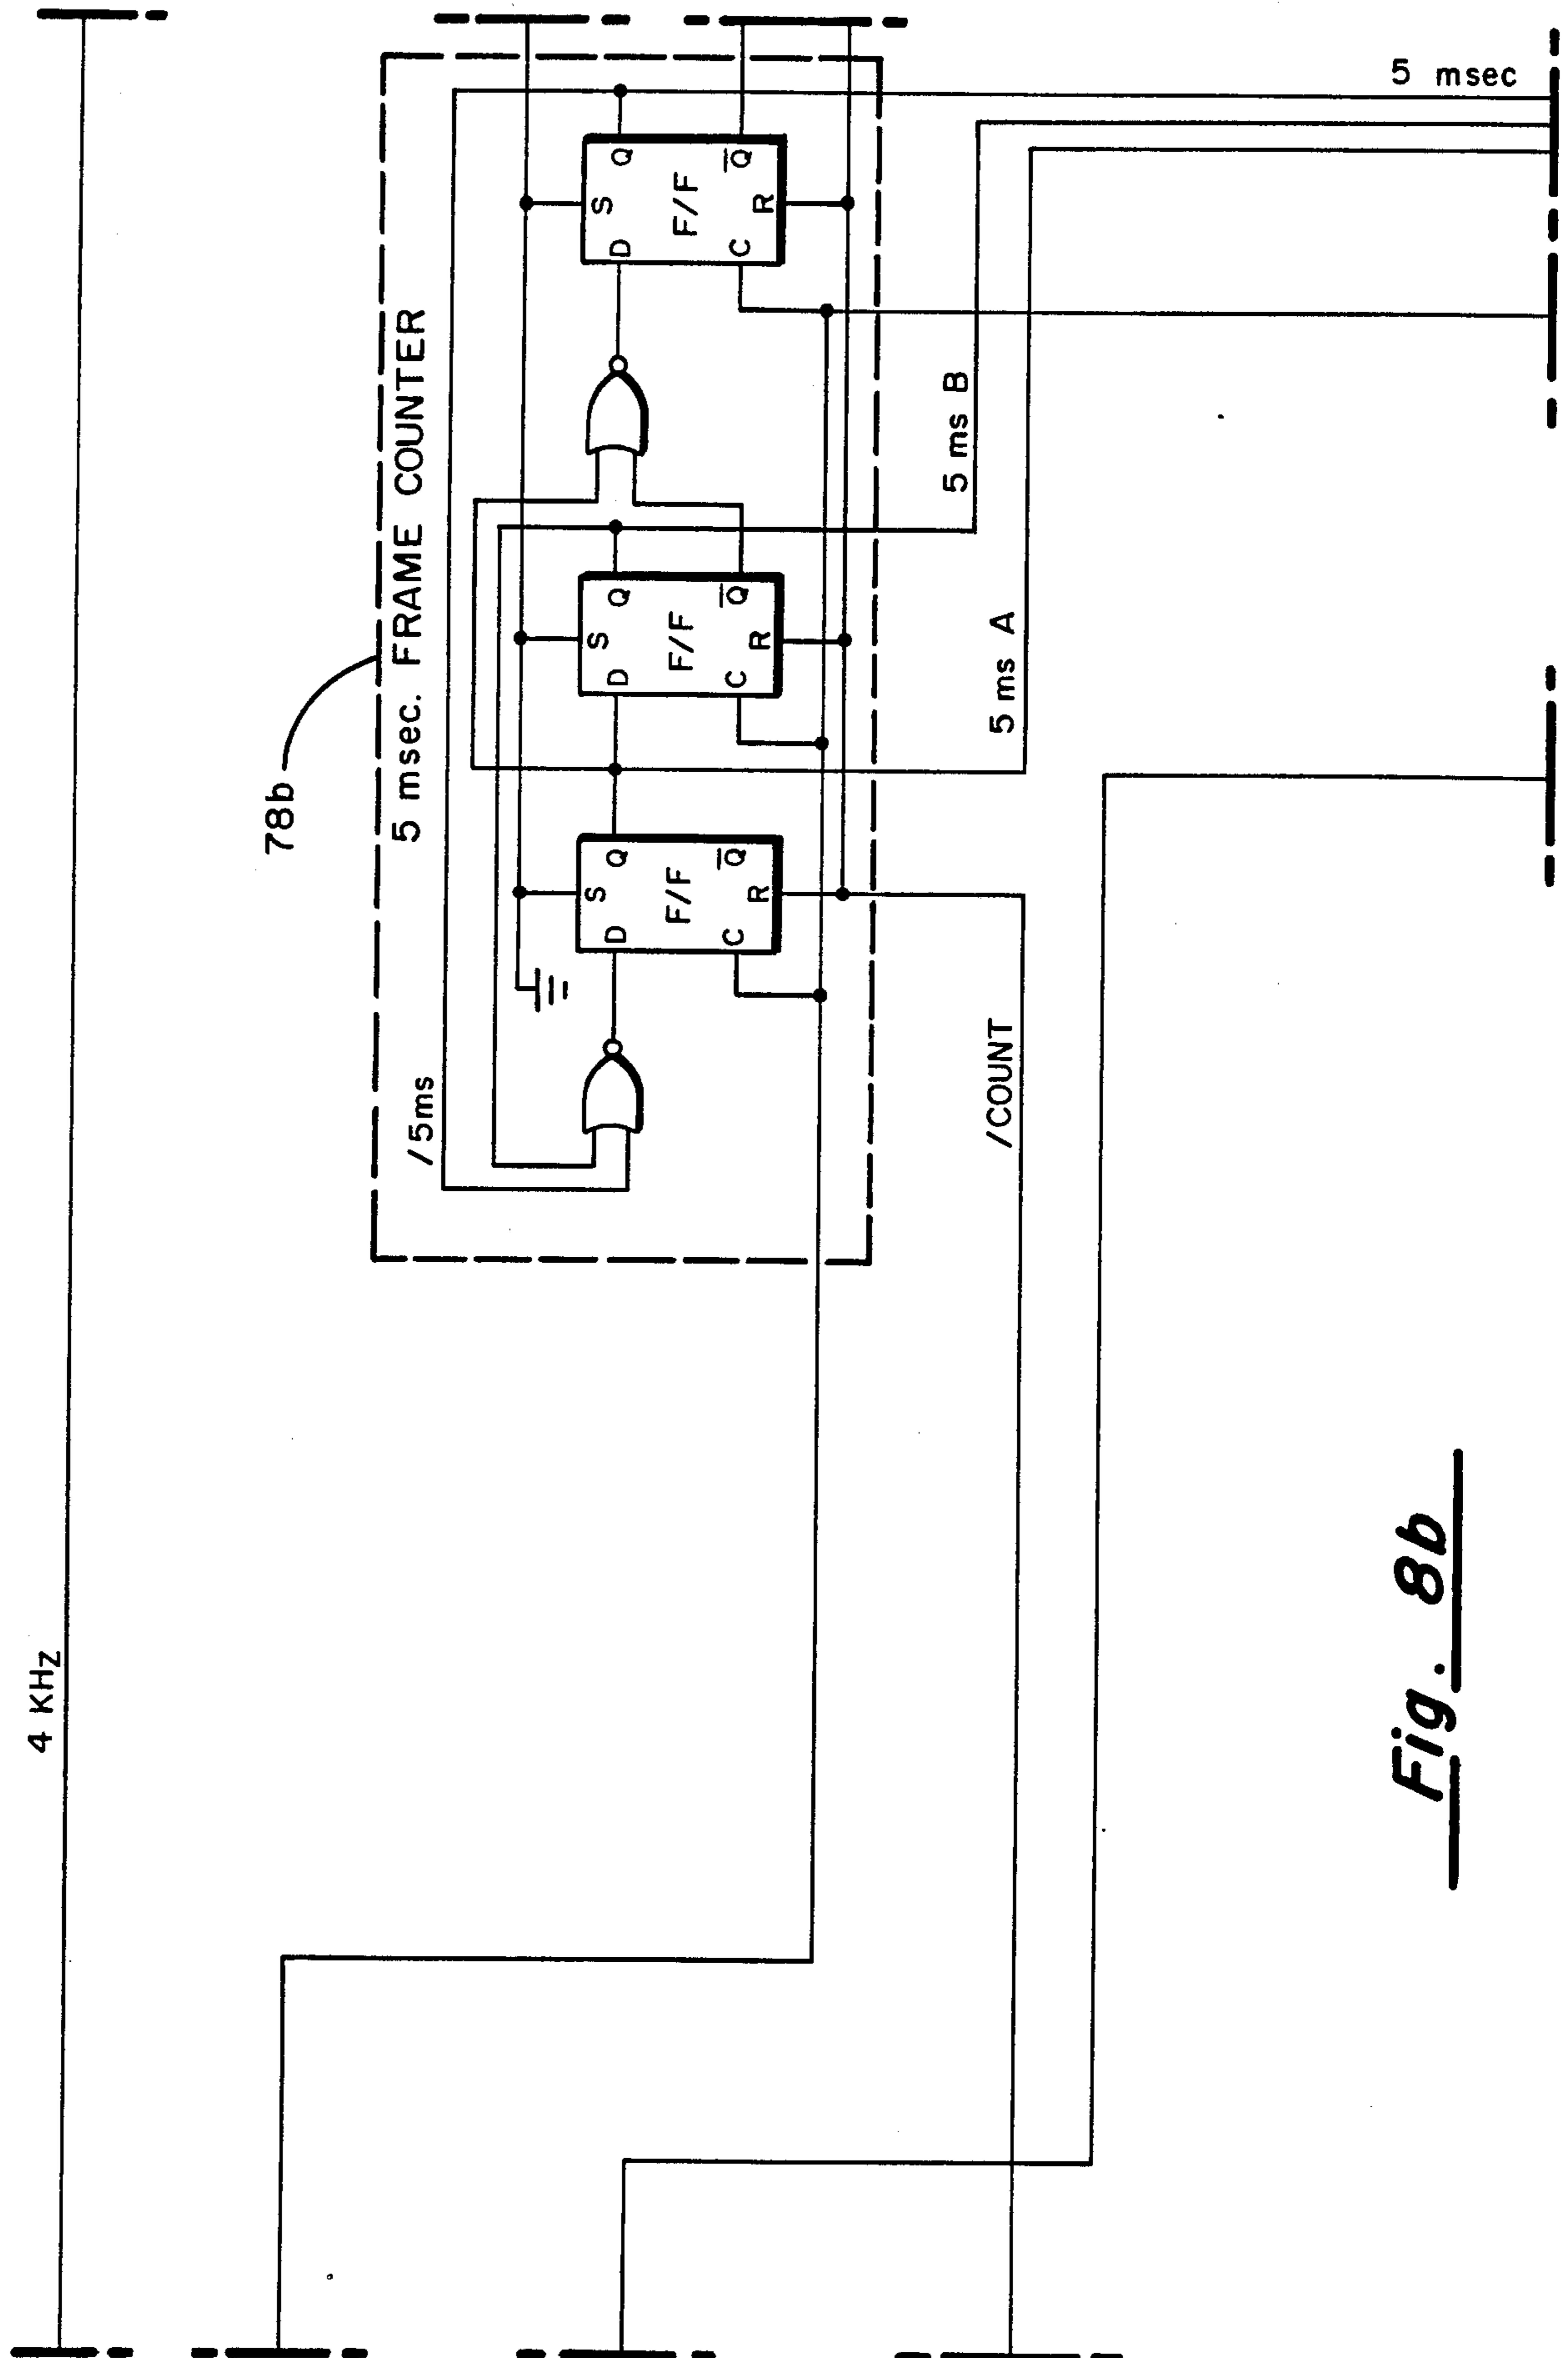 4 KHz
78b
5 msec. FRAME COUNTER
/5ms
D S Q
F/F
C R Q̅
D S Q
F/F
C R Q̅
D S Q
F/F
C R Q̅
5 ms B
5 ms A
/COUNT
5 msec
Fig. 8b